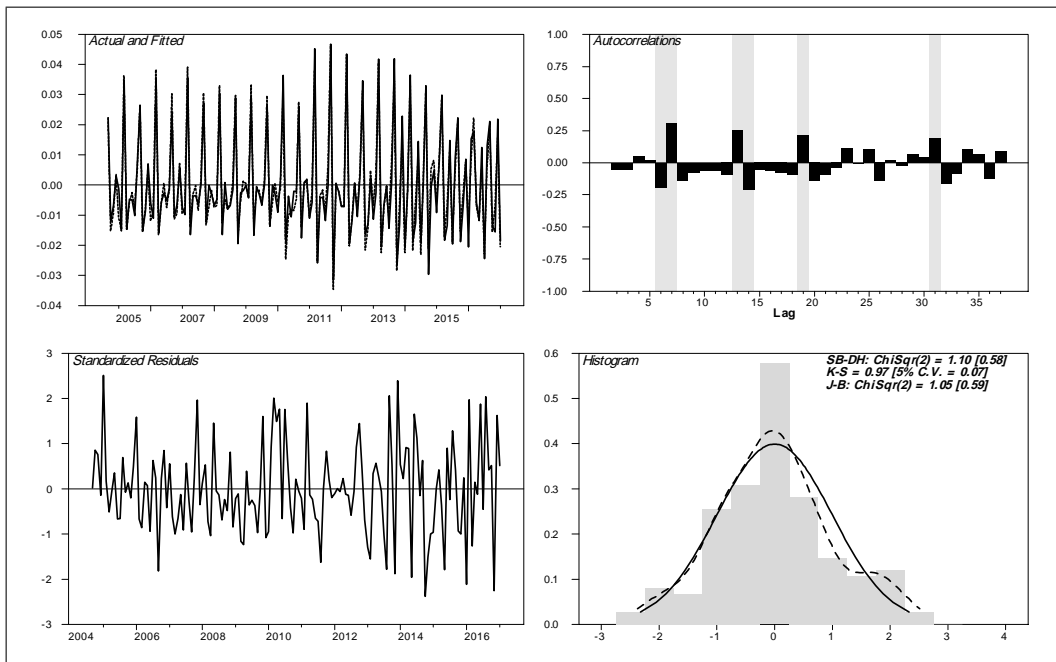 Actual and Fitted
0.05
0.04
0.03
0.02
0.01
0.00
-0.01
-0.02
-0.03
-0.04
2005 2007 2009 2011 2013 2015
Autocorrelations
1.00
0.75
0.50
0.25
0.00
-0.25
-0.50
-0.75
-1.00
5 10 15 20 25 30 35
Lag
Standardized Residuals
3
2
1
0
-1
-2
-3
2004 2006 2008 2010 2012 2014 2016
Histogram
SB-DH: ChiSqr(2) = 1.10 [0.58]
K-S = 0.97 [5% C.V. = 0.07]
J-B: ChiSqr(2) = 1.05 [0.59]
0.6
0.5
0.4
0.3
0.2
0.1
0.0
-3 -2 -1 0 1 2 3 4